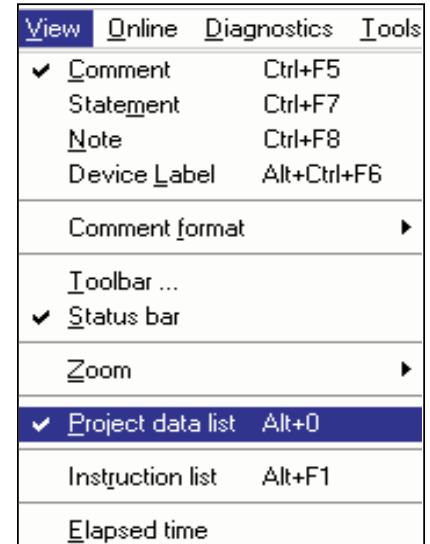 View Online Diagnostics Tools
Comment Ctrl+F5
Statement Ctrl+F7
Note Ctrl+F8
Device Label Alt+Ctrl+F6
Comment format
Toolbar ...
Status bar
Zoom
Project data list Alt+0
Instruction list Alt+F1
Elapsed time